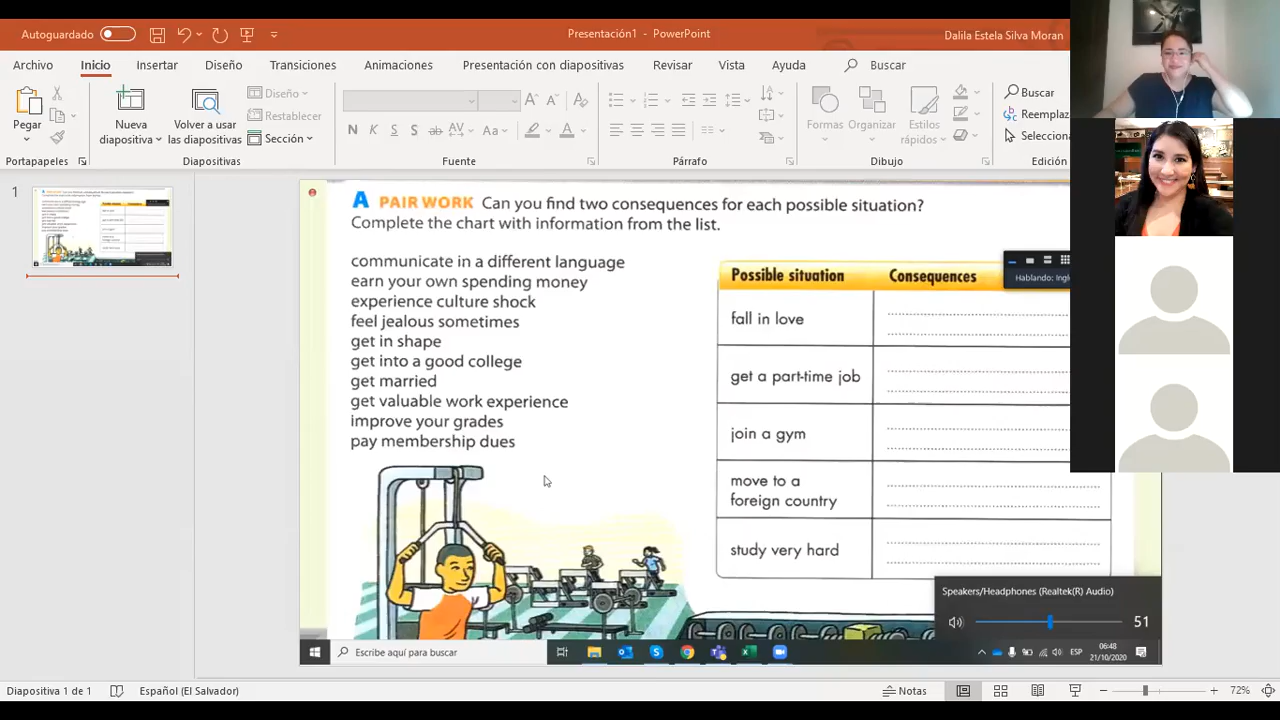 Autoguardado
Presentación1 - PowerPoint
Dalila Estela Silva Moran
Archivo Inicio Insertar Diseño Transiciones Animaciones resentación con diapositivas Revisar Vista Ayuda Buscar
Pegar
Nueva diapositiva
Volver a usar las diapositivas
Diseño
Restablecer
Sección
N K S S ab AV Aa A
Formas Organizar Estilos rápidos
Buscar
Reemplaz
Selecciona
Portapapeles Diapositivas Fuente Párrafo Dibujo Edición
1
A PAIR WORK Can you find two consequences for each possible situation?
Complete the chart with information from the list.
communicate in a different language
earn your own spending money
experience culture shock
feel jealous sometimes
get in shape
get into a good college
get married
get valuable work experience
improve your grades
pay membership dues
Possible situation Consequences
Hablando: Ingl
fall in love
get a part-time job
join a gym
move to a
foreign country
study very hard
Speakers/Headphones (Realtek(R) Audio)
51
Escribe aquí para buscar
ESP
06:48
21/10/2020
Diapositiva 1 de 1 Español (El Salvador) Notas 72%